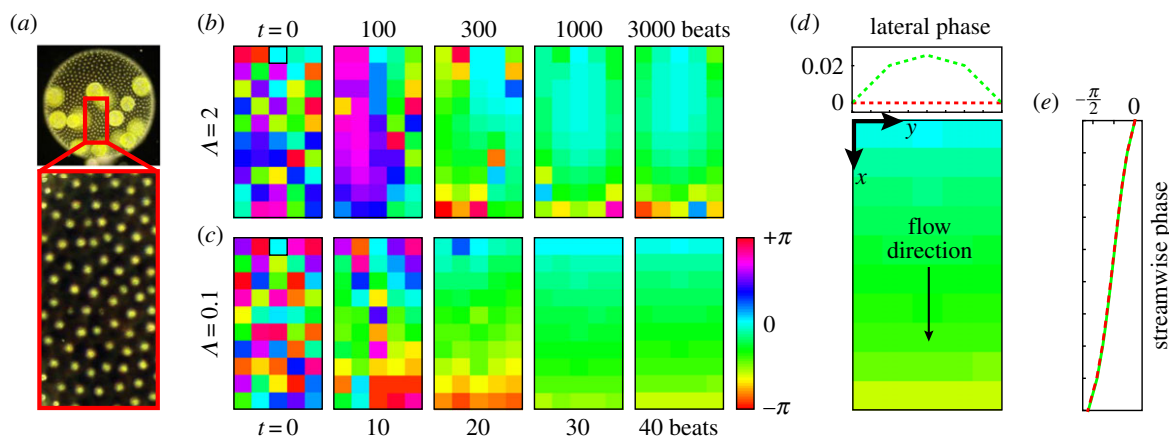 (a)
(b)
t = 0 100 300 1000 3000 beats
Λ = 2
(c)
Λ = 0.1
+π
0
−π
t = 0 10 20 30 40 beats
(d)
lateral phase
0.02
0
y
x
flow
direction
(e)
−π/2 0
streamwise phase